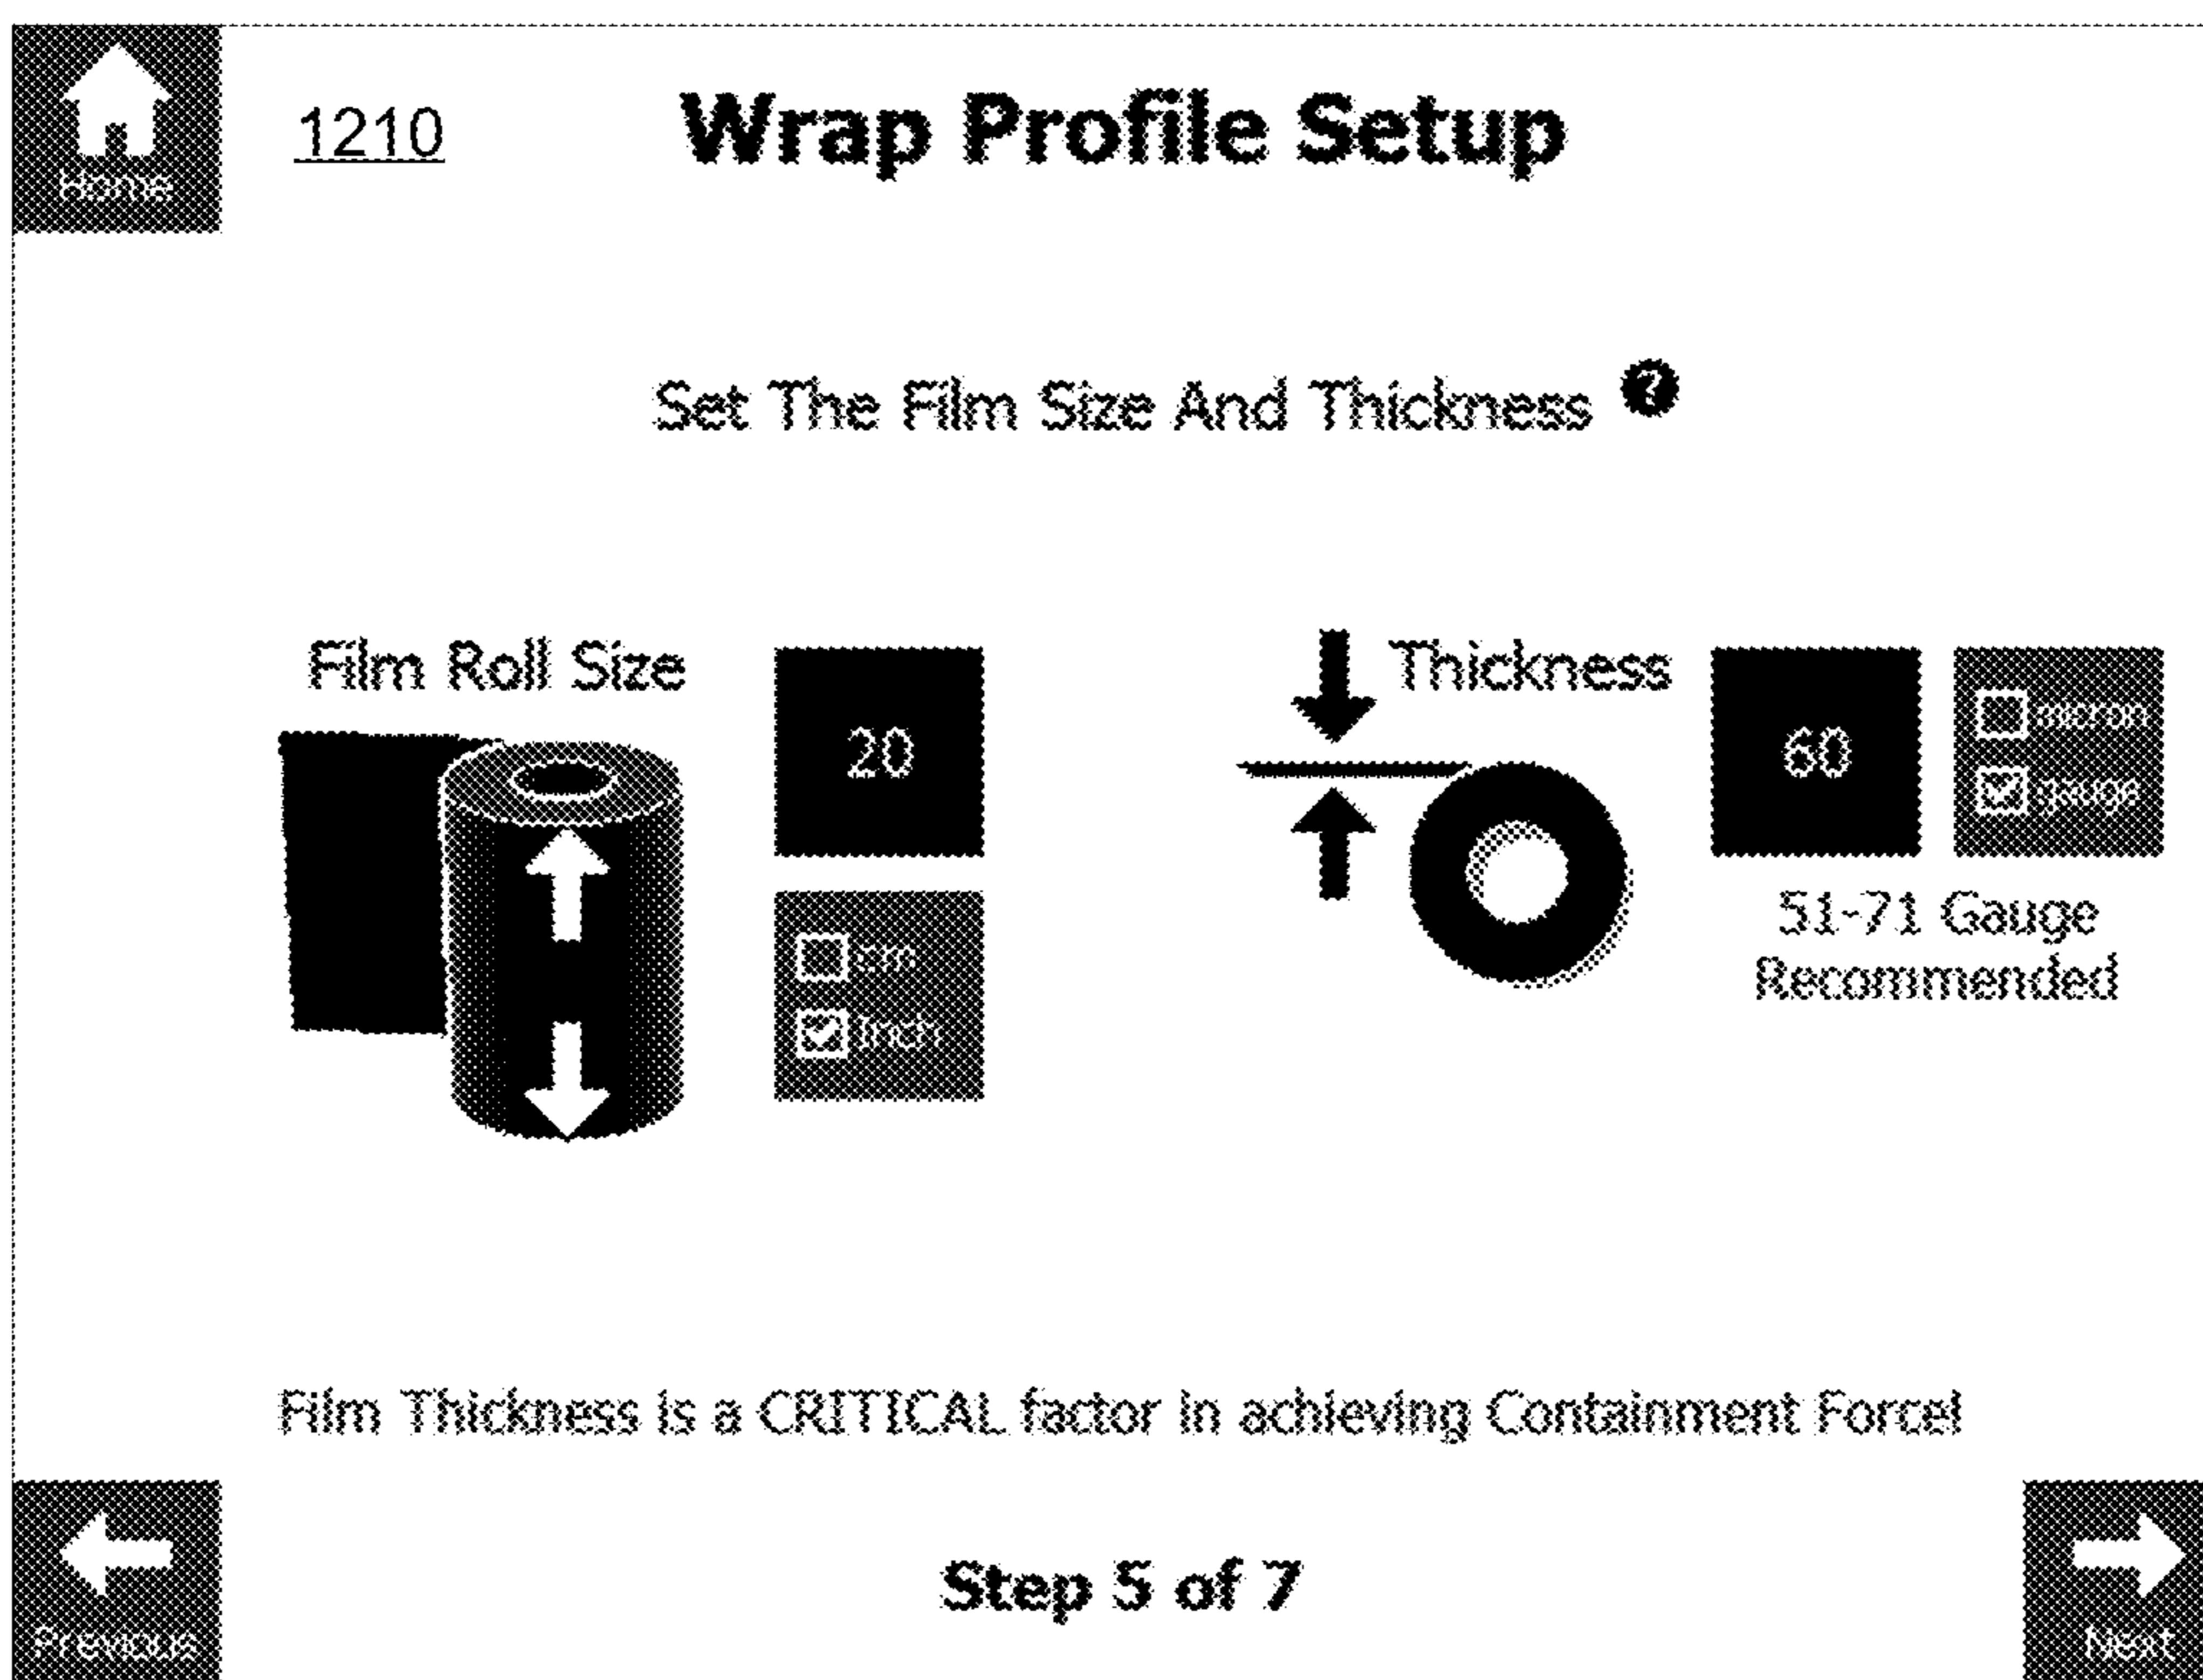 Home
1210
Wrap Profile Setup
Set The Film Size And Thickness ?
Film Roll Size
20
cm
inch
Thickness
60
micron
gauge
51-71 Gauge
Recommended
Film Thickness is a CRITICAL factor in achieving Containment Force!
Previous
Step 5 of 7
Next